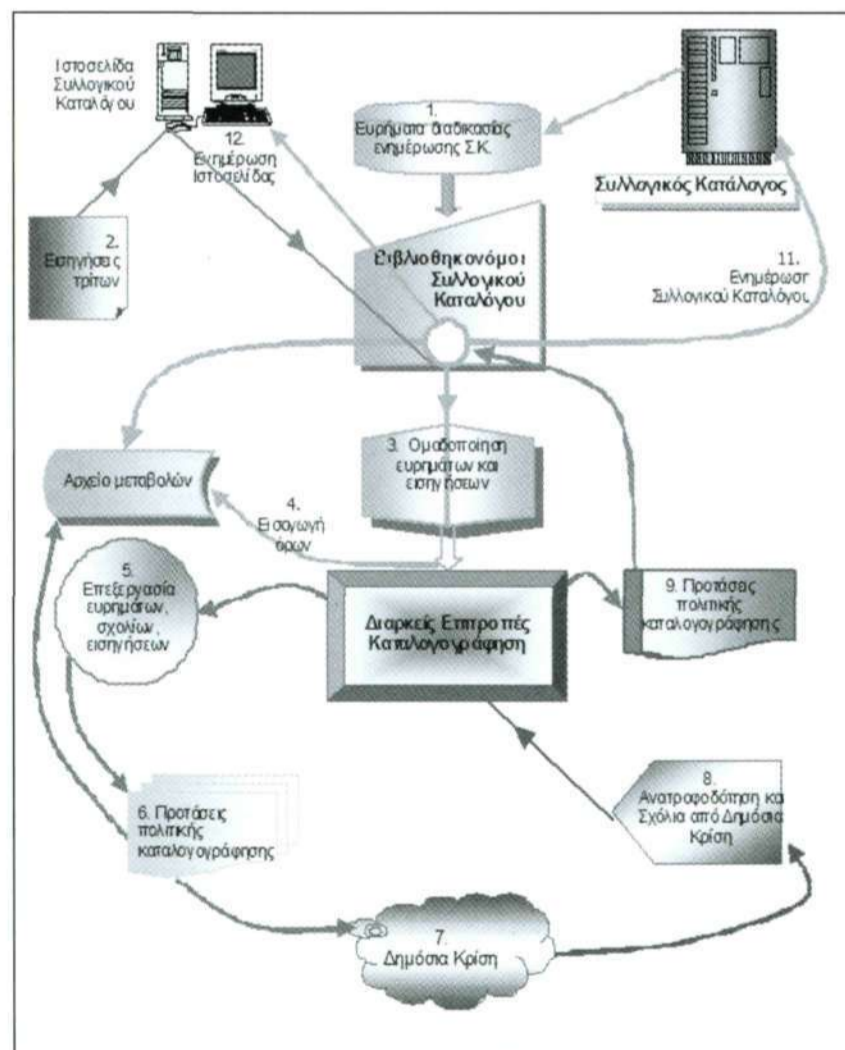 Ιστοσελίδα
Συλλογικού
Καταλόγου
12.
Ενημέρωση
Ιστοσελίδας
1.
Ευρήματα διαδικασίας
ενημέρωσης Σ.Κ.
Συλλογικός Κατάλογος
2.
Εισηγήσεις
τρίτων
Βιβλιοθηκονόμοι
Συλλογικού
Καταλόγου
11.
Ενημέρωση
Συλλογικού Καταλόγου
3. Ομαδοποίηση
ευρημάτων και
εισηγήσεων
Αρχείο μεταβολών
4.
Εισαγωγή
όρων
5.
Επεξεργασία
ευρημάτων,
σχολίων,
εισηγήσεων
Διαρκείς Επιτροπές
Καταλογογράφηση
9. Προτάσεις
πολιτικής
καταλογογράφησης
6. Προτάσεις
πολιτικής
καταλογογράφησης
8.
Ανατροφοδότηση και
Σχόλια από Δημόσια
Κρίση
7.
Δημόσια Κρίση